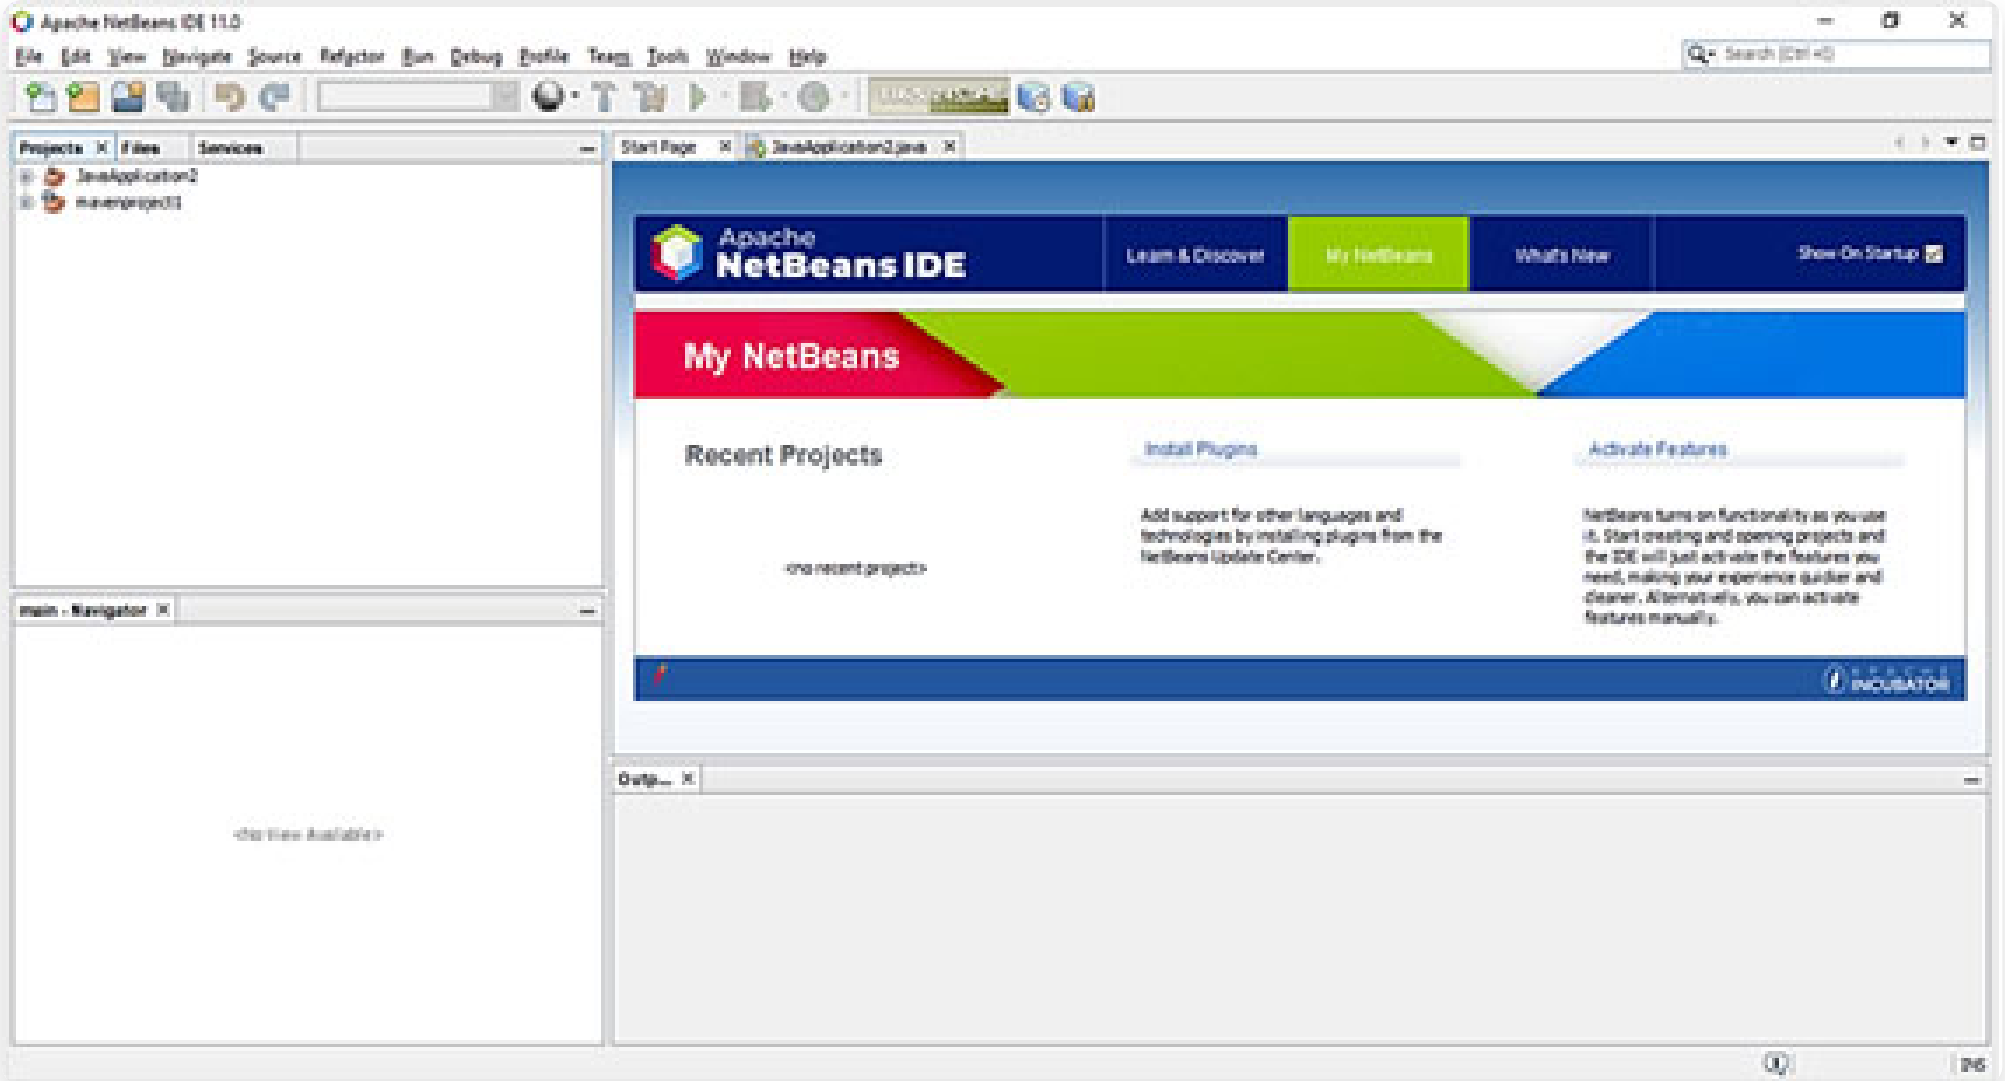 Apache NetBeans IDE 11.0
File Edit View Navigate Source Refactor Run Debug Profile Team Tools Window Help
Search (Ctrl+I)
Projects Files Services
Start Page JavaApplication2.java
JavaApplication2
mavenproject1
Apache
NetBeans IDE
Learn & Discover
My NetBeans
What's New
Show On Startup
My NetBeans
Recent Projects
<no recent project>
Install Plugins
Add support for other languages and
technologies by installing plugins from the
NetBeans Update Center.
Activate Features
NetBeans turns on functionality as you use
it. Start creating and opening projects and
the IDE will just activate the features you
need, making your experience quicker and
cleaner. Alternatively, you can activate
features manually.
INCUBATOR
main - Navigator
<No View Available>
Outp...
INS